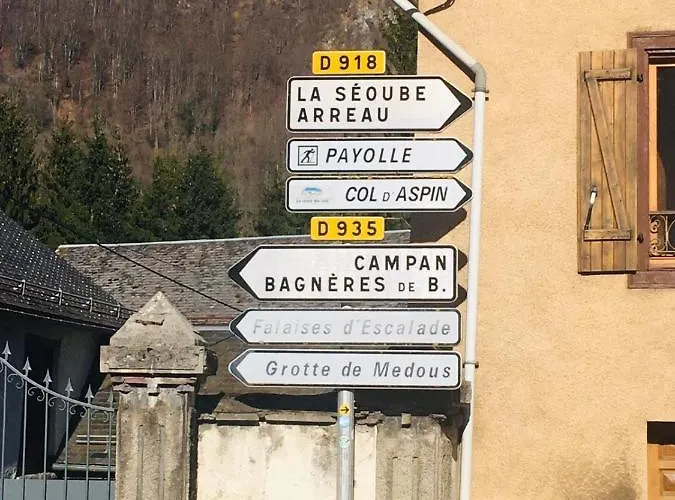 D 918
LA SÉOUBE
ARREAU
PAYOLLE
COL D'ASPIN
D 935
CAMPAN
BAGNÈRES DE B.
Falaises d'Escalade
Grotte de Medous